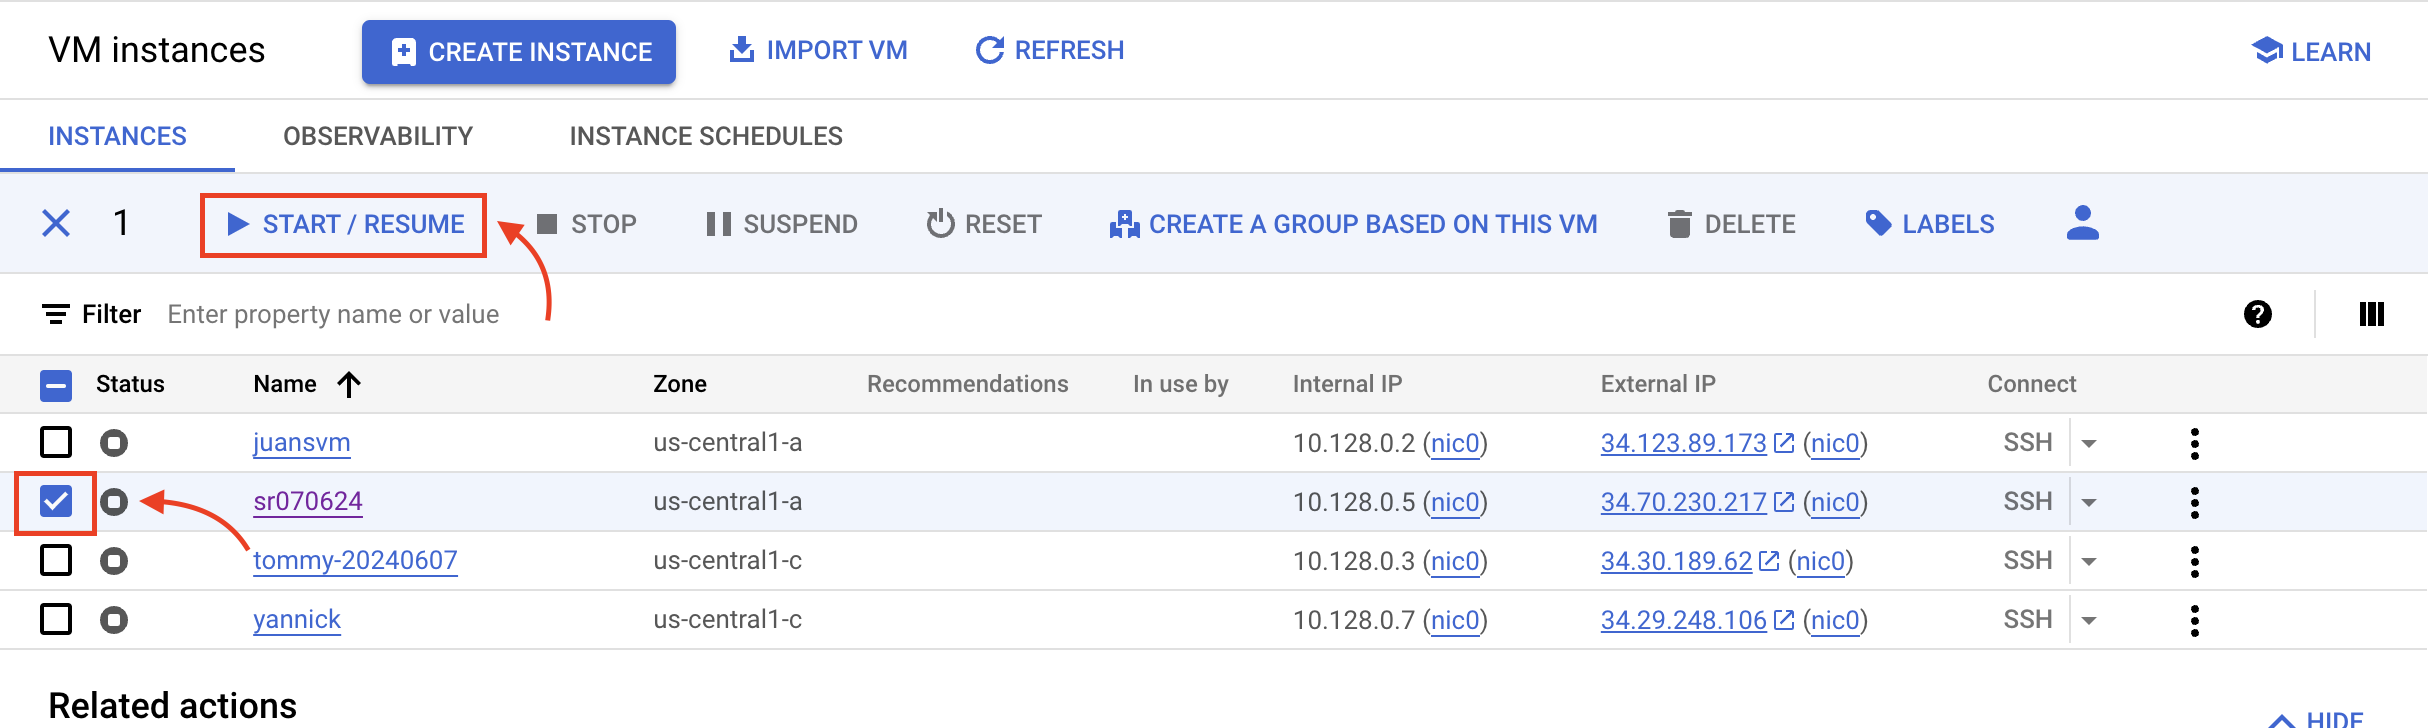 VM instances CREATE INSTANCE IMPORT VM REFRESH LEARN
INSTANCES OBSERVABILITY INSTANCE SCHEDULES
1 START / RESUME STOP SUSPEND RESET CREATE A GROUP BASED ON THIS VM DELETE LABELS
Filter Enter property name or value
Status Name Zone Recommendations In use by Internal IP External IP Connect
juansvm us-central1-a 10.128.0.2 (nic0) 34.123.89.173 (nic0) SSH
sr070624 us-central1-a 10.128.0.5 (nic0) 34.70.230.217 (nic0) SSH
tommy-20240607 us-central1-c 10.128.0.3 (nic0) 34.30.189.62 (nic0) SSH
yannick us-central1-c 10.128.0.7 (nic0) 34.29.248.106 (nic0) SSH
Related actions HIDE